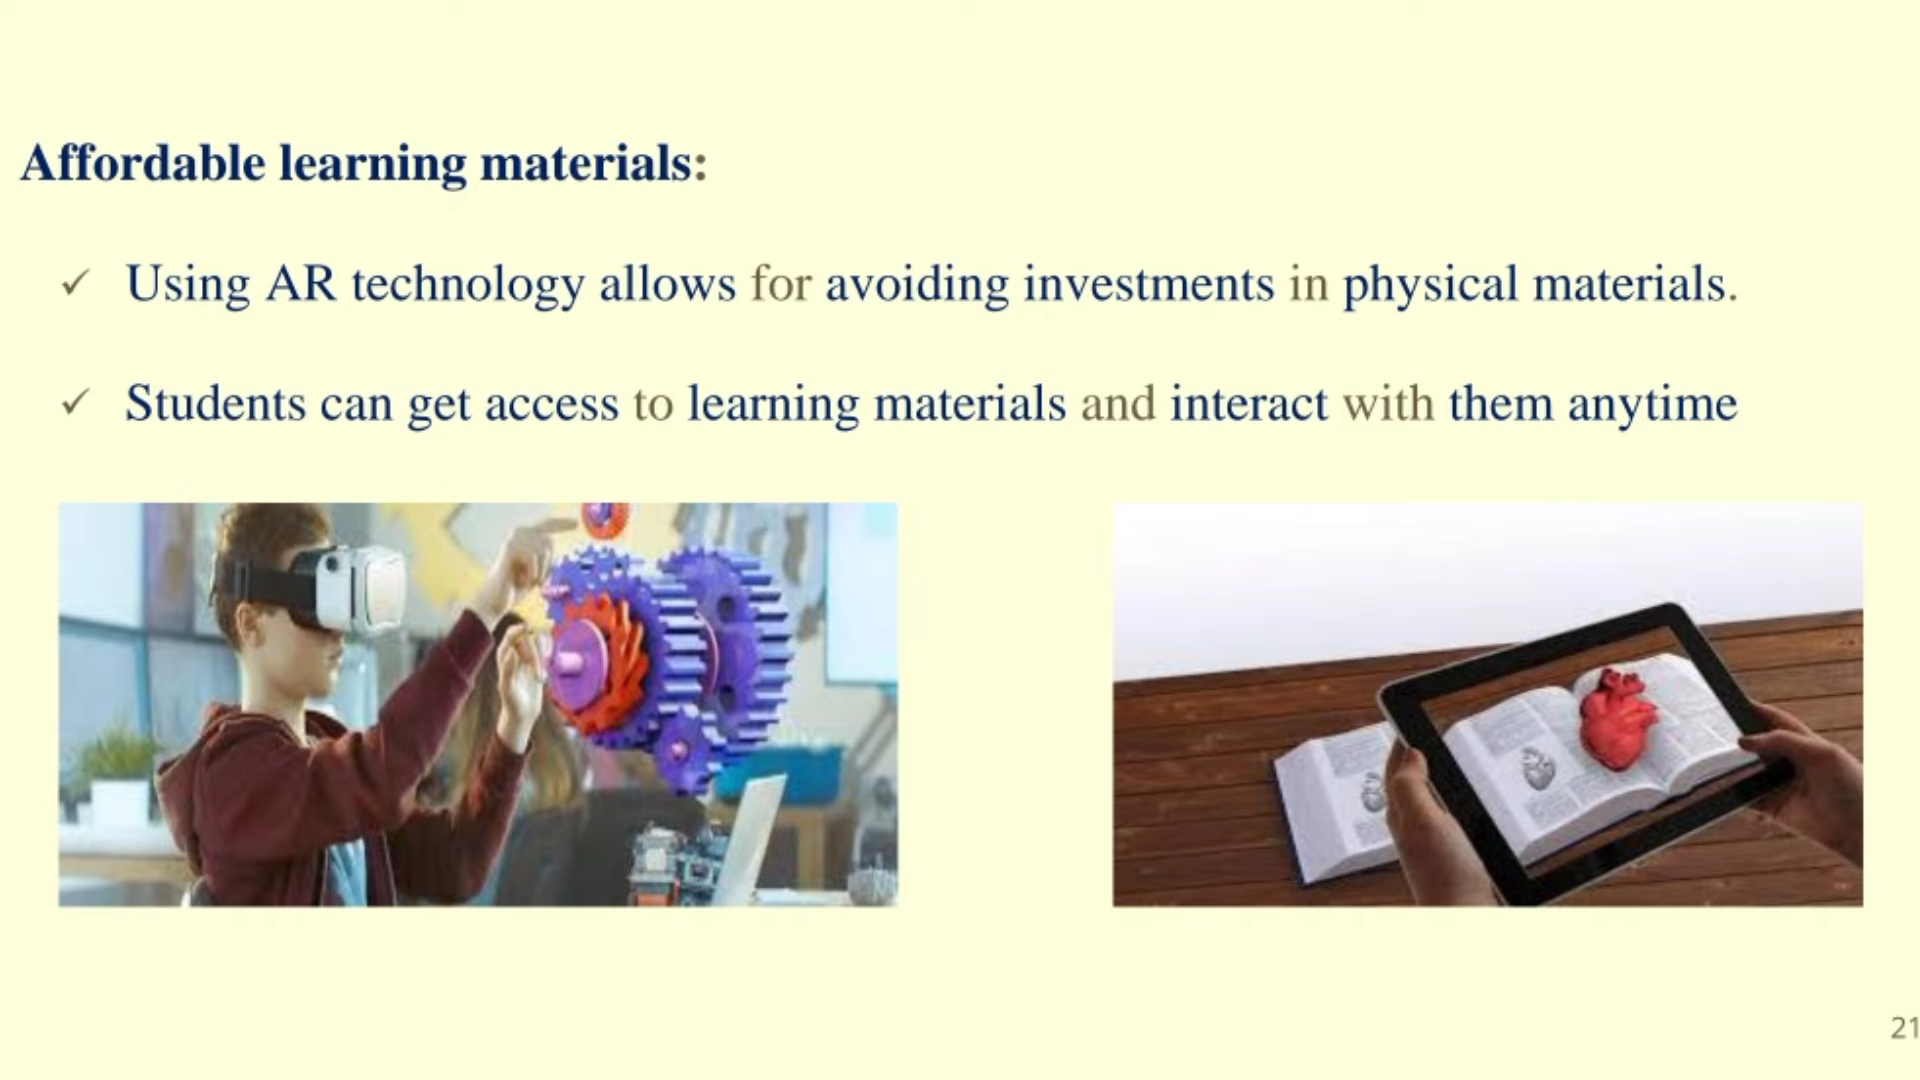 Affordable learning materials:
✓ Using AR technology allows for avoiding investments in physical materials.
✓ Students can get access to learning materials and interact with them anytime
21